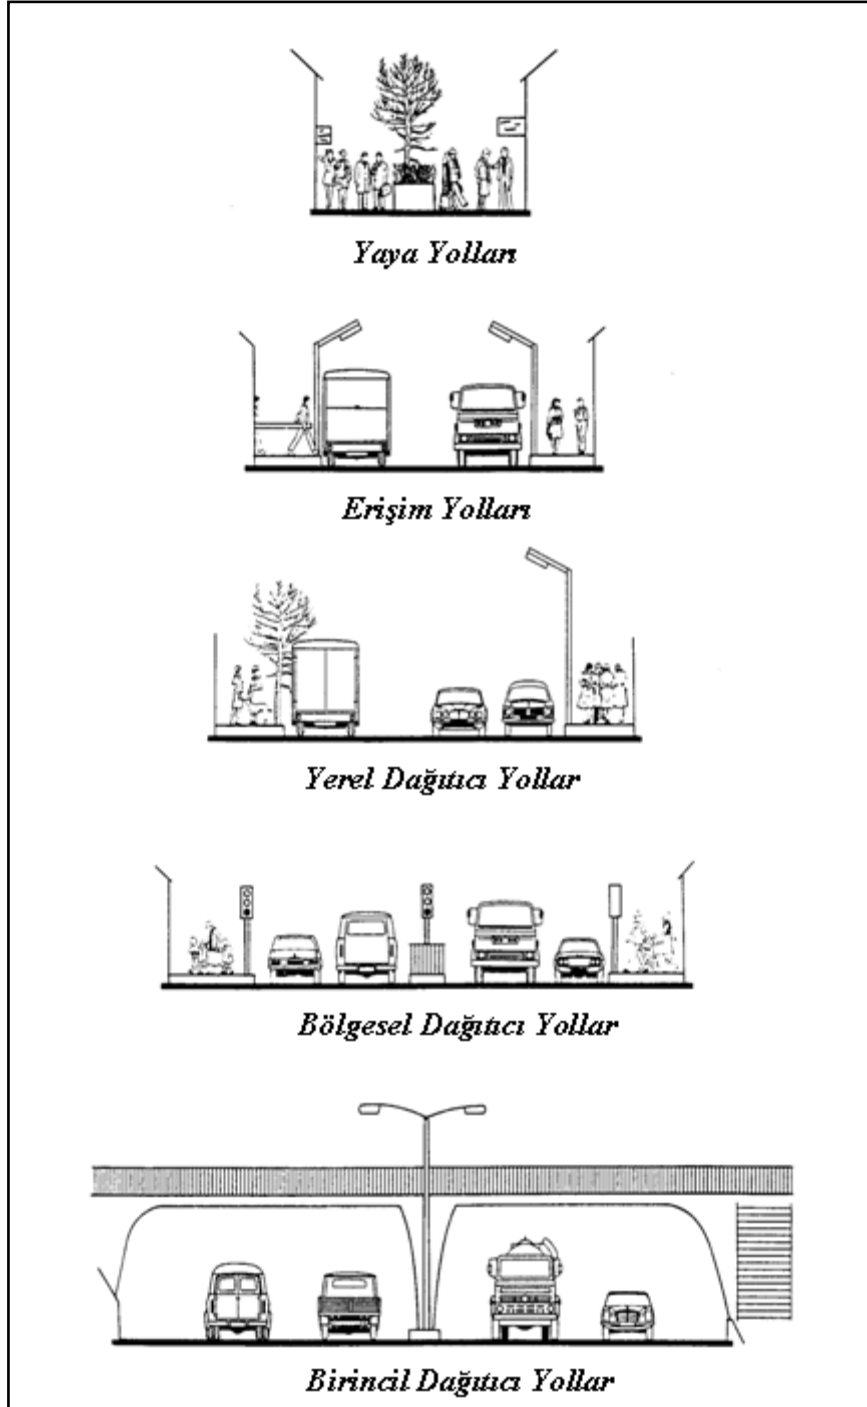 Yaya Yolları
Erişim Yolları
Yerel Dağıtıcı Yollar
Bölgesel Dağıtıcı Yollar
Birincil Dağıtıcı Yollar